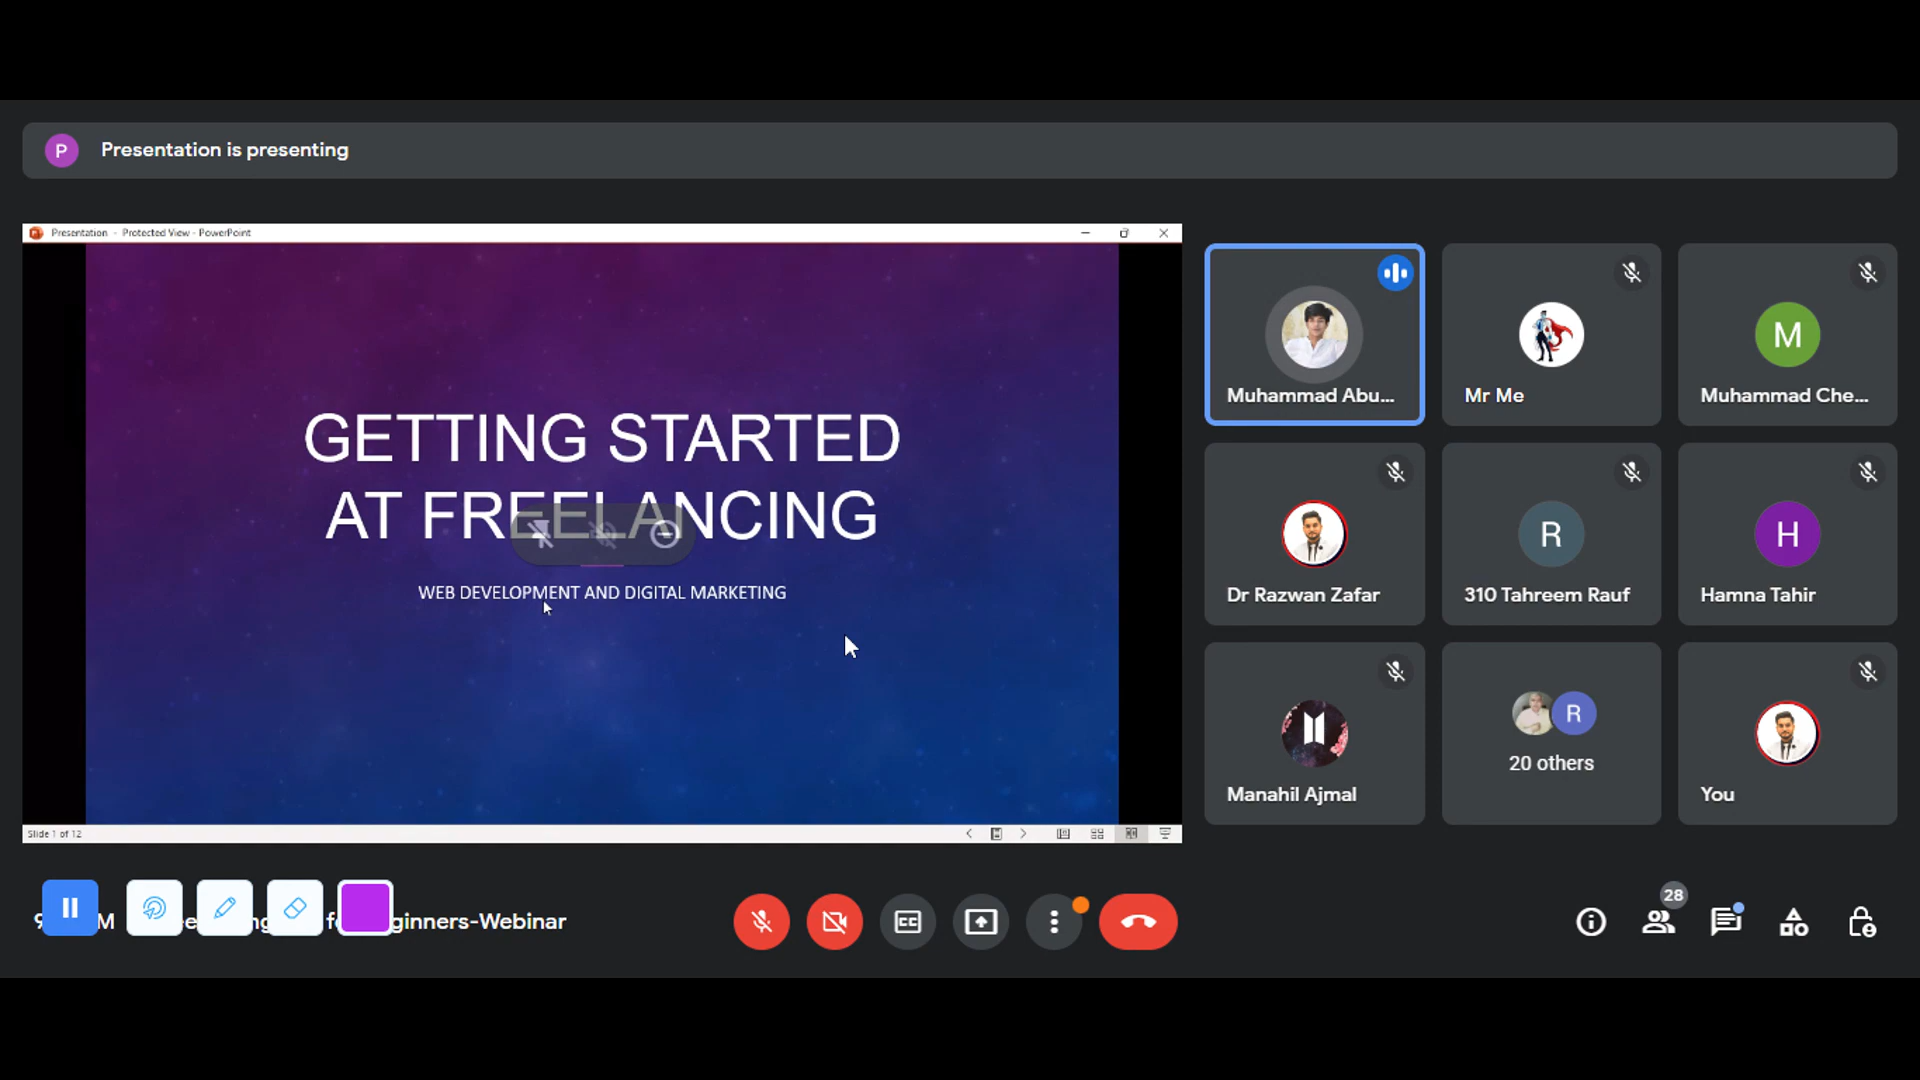 P Presentation is presenting
Presentation - Protected View - PowerPoint
GETTING STARTED
AT FREELANCING
WEB DEVELOPMENT AND DIGITAL MARKETING
Slide 1 of 12
Muhammad Abu...
Mr Me
M
Muhammad Che...
Dr Razwan Zafar
R
310 Tahreem Rauf
H
Hamna Tahir
Manahil Ajmal
R
20 others
You
ginners-Webinar
CC
28